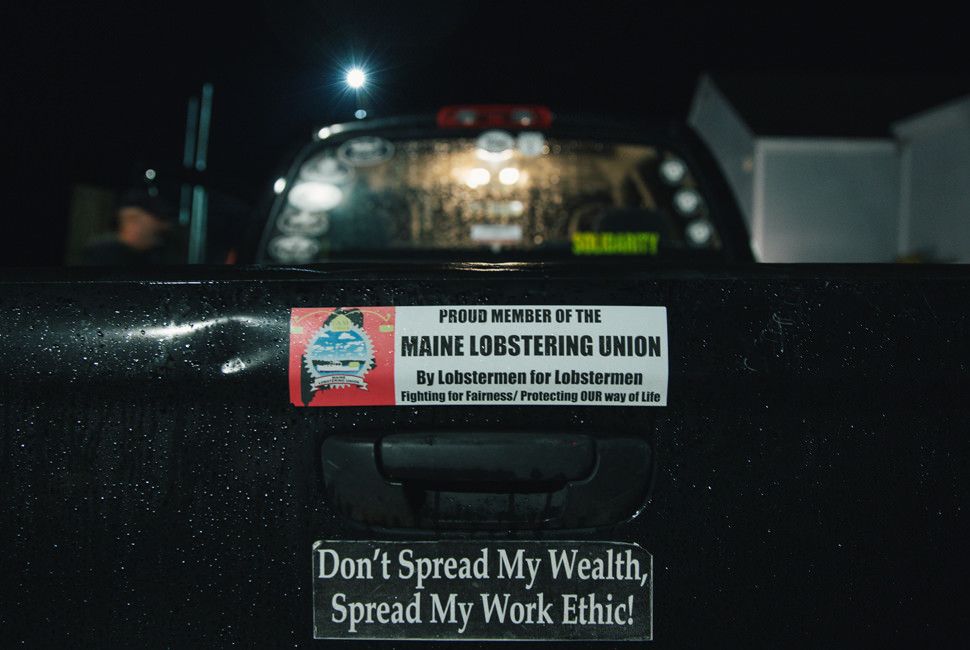 SOLIDARITY
PROUD MEMBER OF THE
MAINE LOBSTERING UNION
By Lobstermen for Lobstermen
Fighting for Fairness/ Protecting OUR way of Life
Don't Spread My Wealth,
Spread My Work Ethic!